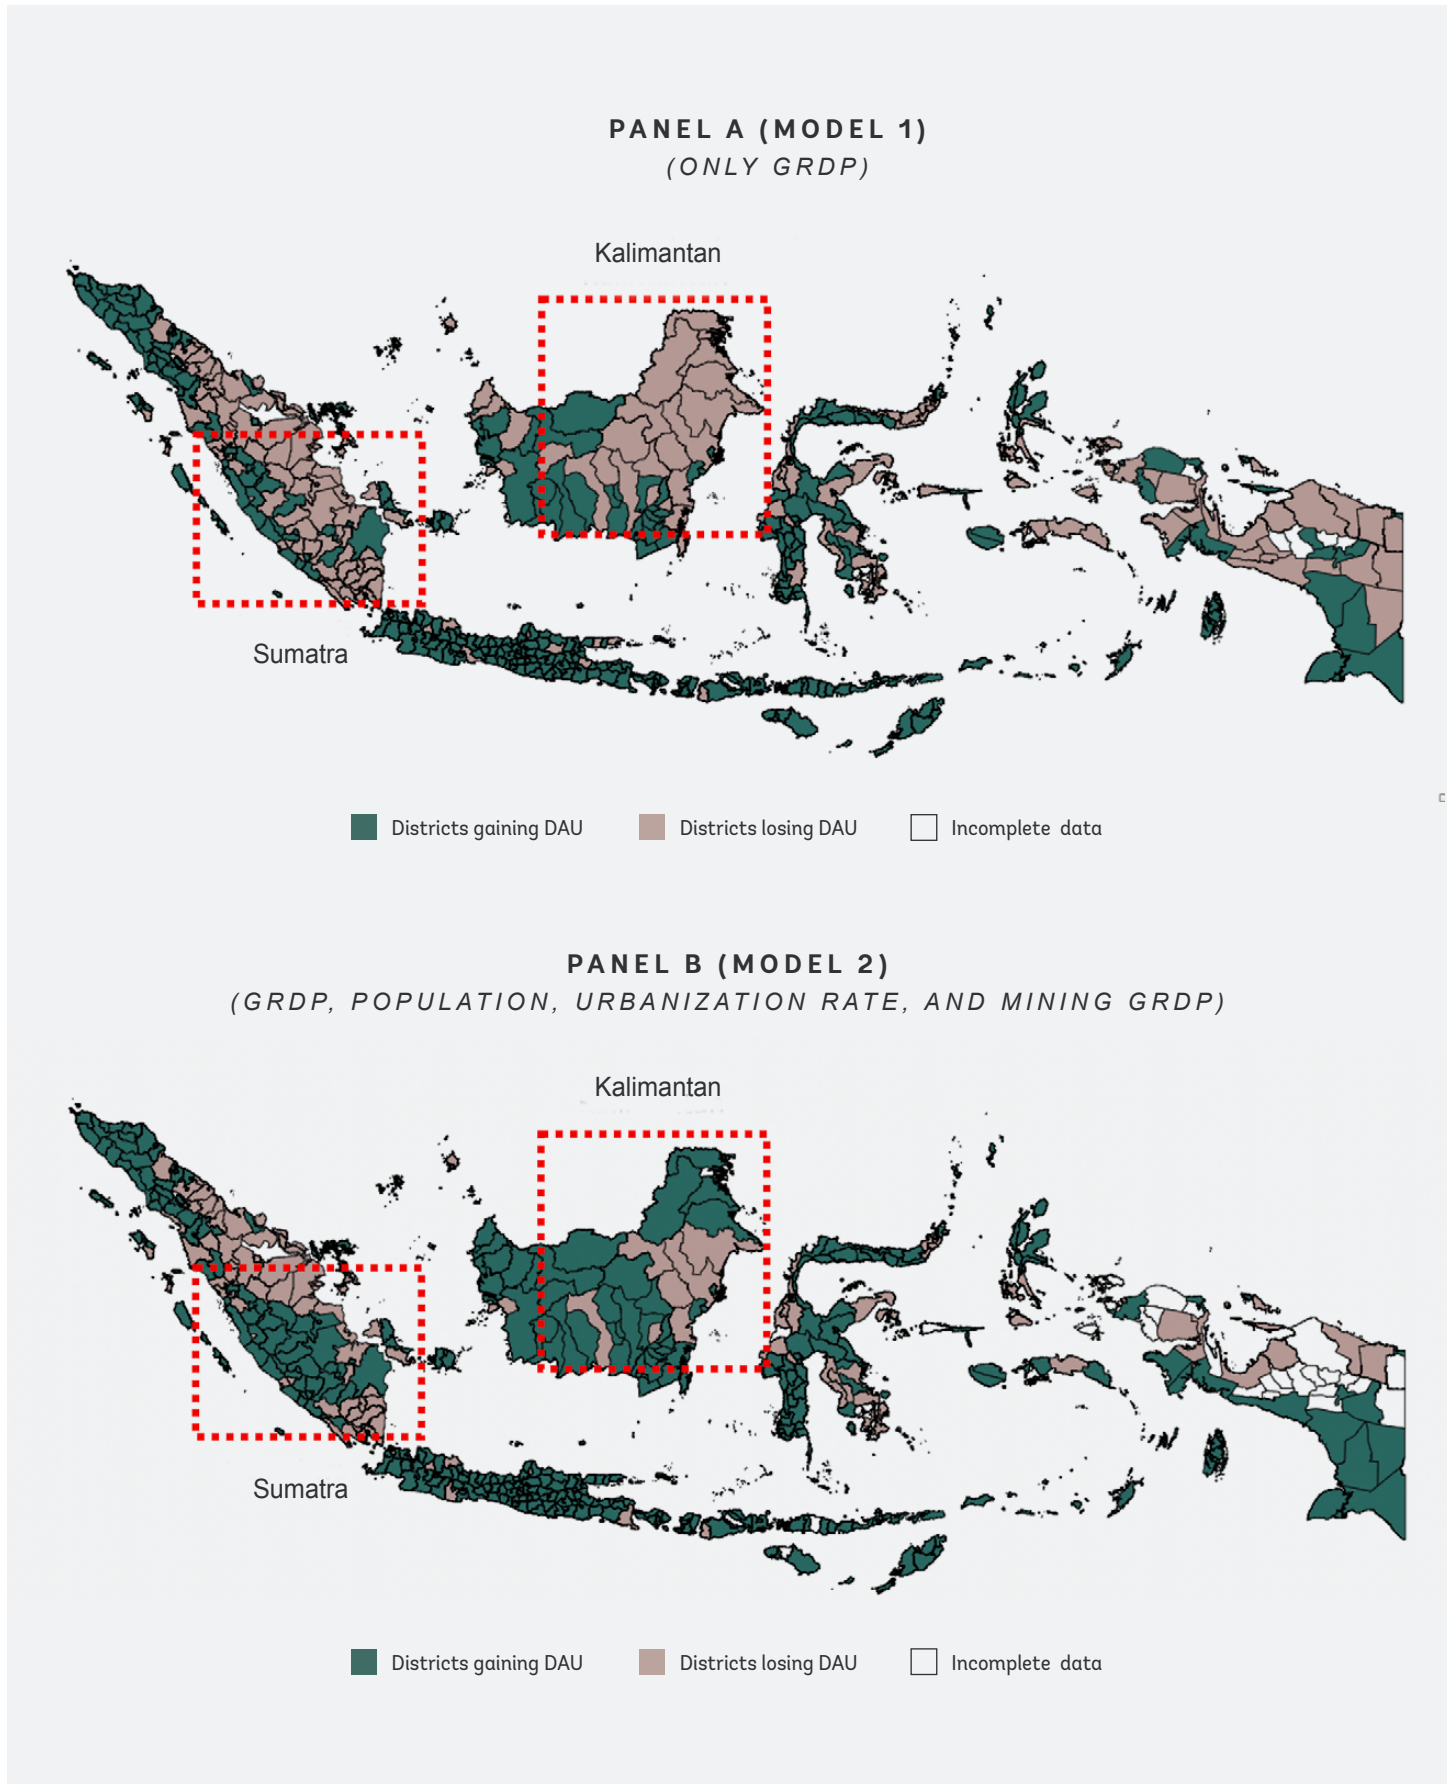 PANEL A (MODEL 1)
(ONLY GRDP)
Kalimantan
Sumatra
Districts gaining DAU
Districts losing DAU
Incomplete data
PANEL B (MODEL 2)
(GRDP, POPULATION, URBANIZATION RATE, AND MINING GRDP)
Kalimantan
Sumatra
Districts gaining DAU
Districts losing DAU
Incomplete data